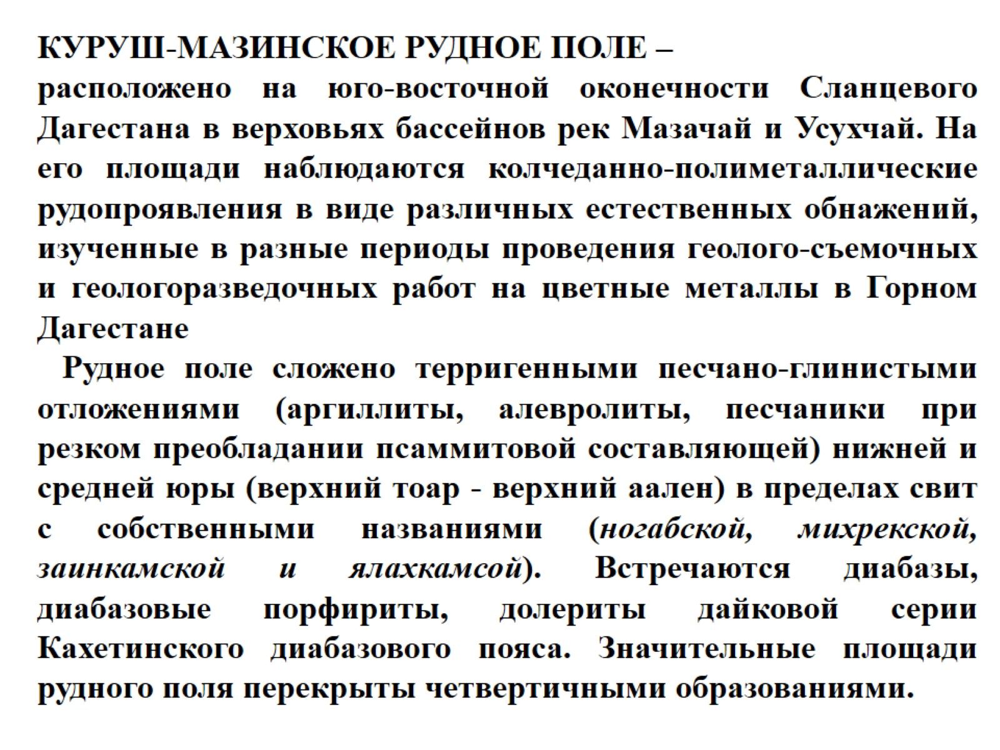 КУРУШ-МАЗИНСКОЕ РУДНОЕ ПОЛЕ –
расположено на юго-восточной оконечности Сланцевого
Дагестана в верховьях бассейнов рек Мазачай и Усухчай. На
его площади наблюдаются колчеданно-полиметаллические
рудопроявления в виде различных естественных обнажений,
изученные в разные периоды проведения геолого-съемочных
и геологоразведочных работ на цветные металлы в Горном
Дагестане
Рудное поле сложено терригенными песчано-глинистыми
отложениями (аргиллиты, алевролиты, песчаники при
резком преобладании псаммитовой составляющей) нижней и
средней юры (верхний тоар - верхний аален) в пределах свит
с собственными названиями (ногабской, михрекской,
заинкамской и ялахкамсой). Встречаются диабазы,
диабазовые порфириты, долериты дайковой серии
Кахетинского диабазового пояса. Значительные площади
рудного поля перекрыты четвертичными образованиями.